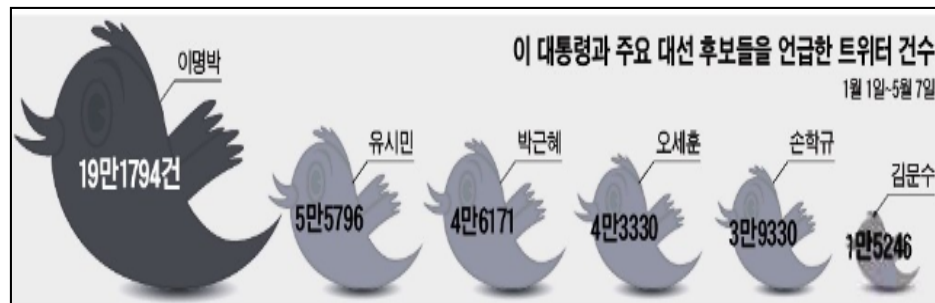 이 대통령과 주요 대선 후보들을 언급한 트위터 건수
1월 1일~5월 7일
이명박
19만1794건
유시민
5만5796
박근혜
4만6171
오세훈
4만3330
손학규
3만9330
김문수
1만5246